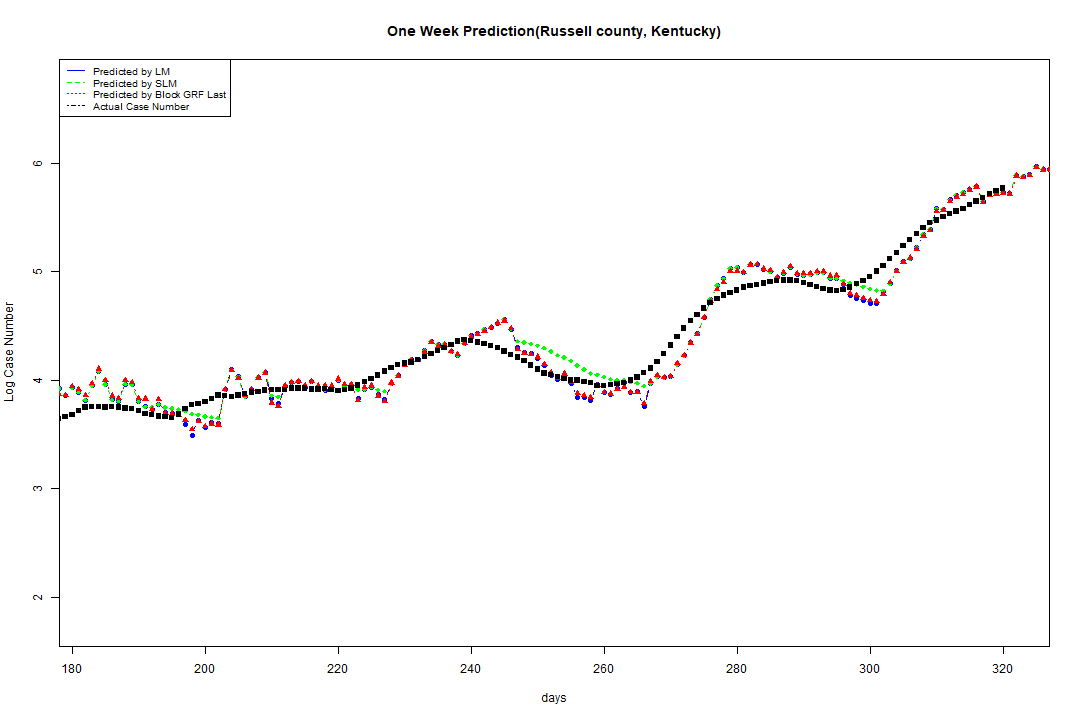 One Week Prediction(Russell county, Kentucky)
Predicted by LM
Predicted by SLM
Predicted by Block GRF Last
Actual Case Number
6
5
4
3
2
Log Case Number
180 200 220 240 260 280 300 320
days